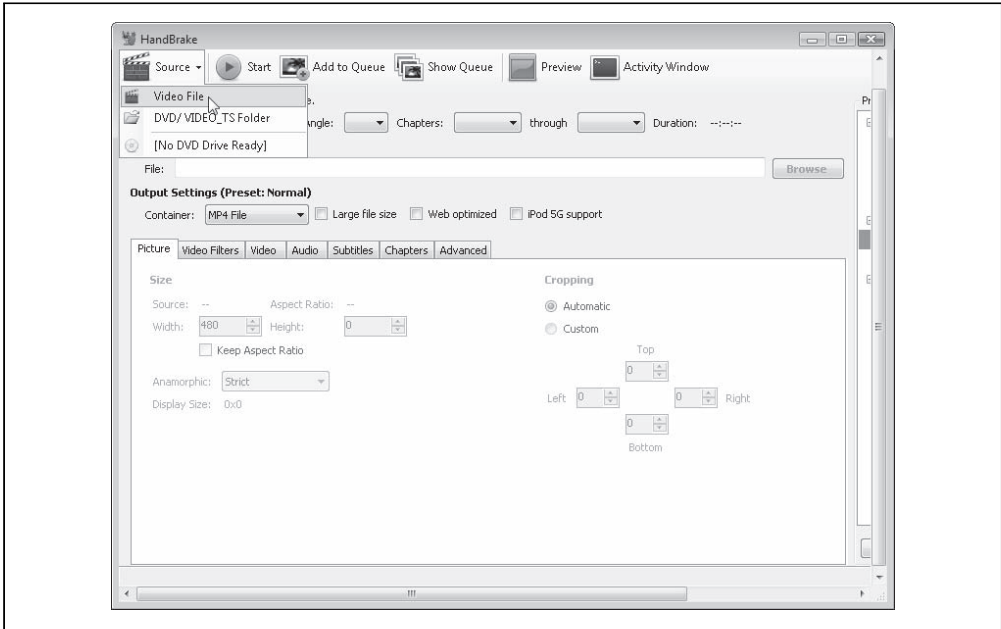 HandBrake
Source Start Add to Queue Show Queue Preview Activity Window
Video File
DVD/ VIDEO_TS Folder
[No DVD Drive Ready]
ngle: Chapters: through Duration: --:--:--
File: Browse
Output Settings (Preset: Normal)
Container: MP4 File Large file size Web optimized iPod 5G support
Picture Video Filters Video Audio Subtitles Chapters Advanced
Size
Source: -- Aspect Ratio: --
Width: 480 Height: 0
Keep Aspect Ratio
Anamorphic: Strict
Display Size: 0x0
Cropping
Automatic
Custom
Top
0
Left 0 0 Right
0
Bottom
Pr